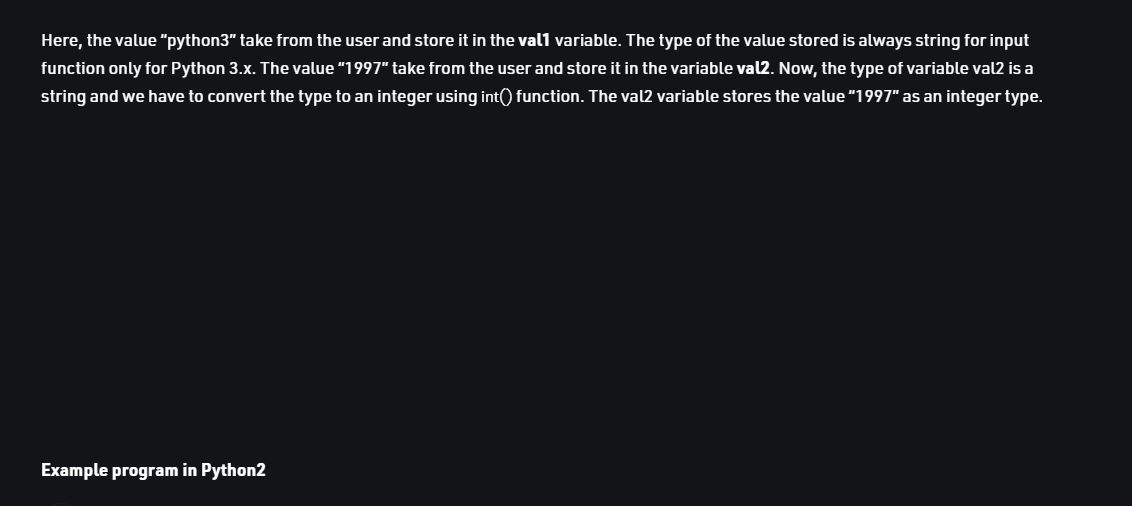 Here, the value “python3” take from the user and store it in the val1 variable. The type of the value stored is always string for input
function only for Python 3.x. The value “1997” take from the user and store it in the variable val2. Now, the type of variable val2 is a
string and we have to convert the type to an integer using int() function. The val2 variable stores the value “1997” as an integer type.
Example program in Python2